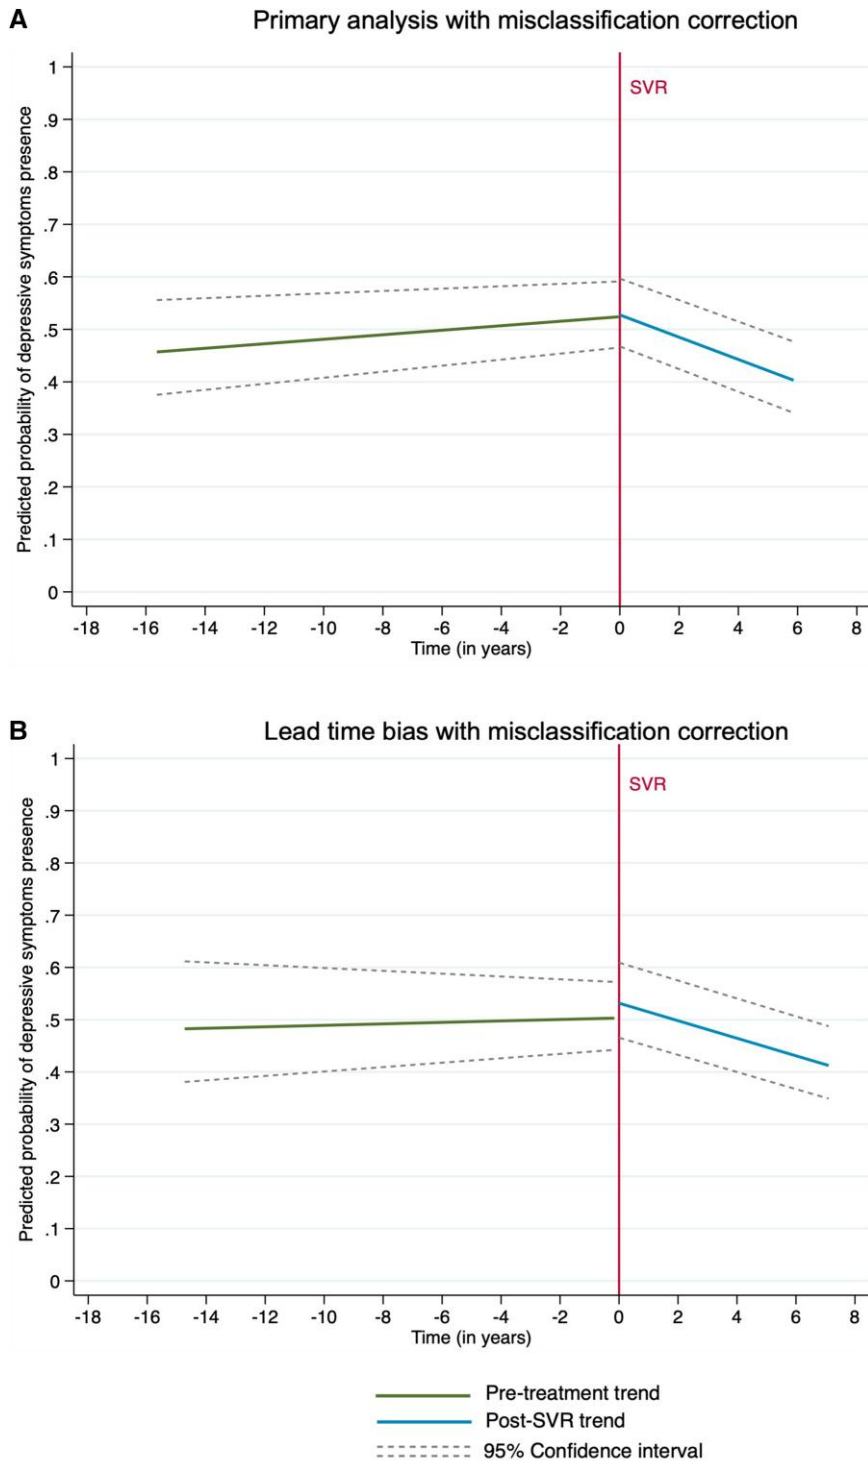 A
Primary analysis with misclassification correction
Predicted probability of depressive symptoms presence
1
.9
.8
.7
.6
.5
.4
.3
.2
.1
0
SVR
-18 -16 -14 -12 -10 -8 -6 -4 -2 0 2 4 6 8
Time (in years)
B
Lead time bias with misclassification correction
Predicted probability of depressive symptoms presence
1
.9
.8
.7
.6
.5
.4
.3
.2
.1
0
SVR
-18 -16 -14 -12 -10 -8 -6 -4 -2 0 2 4 6 8
Time (in years)
Pre-treatment trend
Post-SVR trend
95% Confidence interval